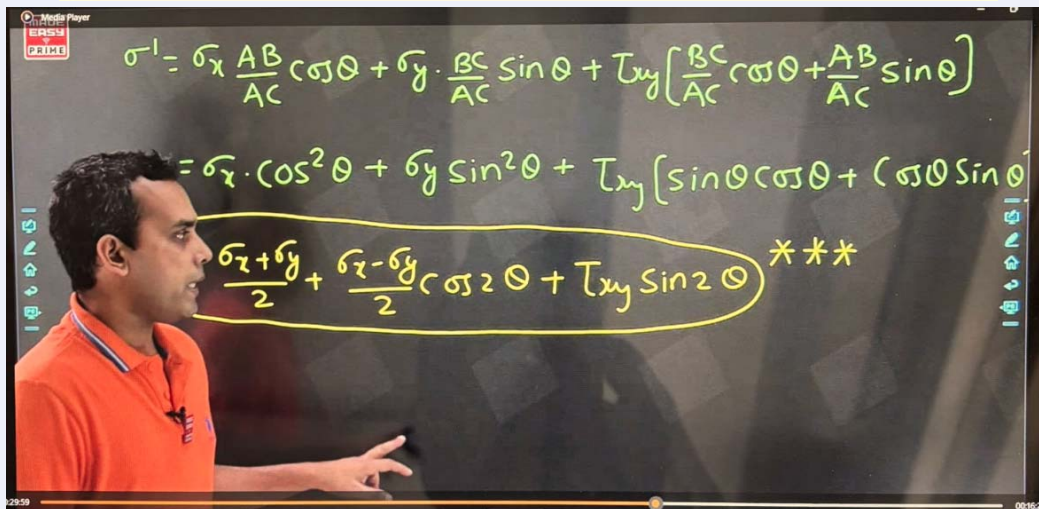 Media Player
MADE
EASY
PRIME
σ¹ = σx AB/AC cosθ + σy · BC/AC sinθ + τxy [BC/AC cosθ + AB/AC sinθ]
= σx · cos²θ + σy sin²θ + τxy [sinθ cosθ + cosθ sinθ
σx + σy/2 + σx - σy/2 cos2θ + τxy sin2θ ***
:29:59
00:16: